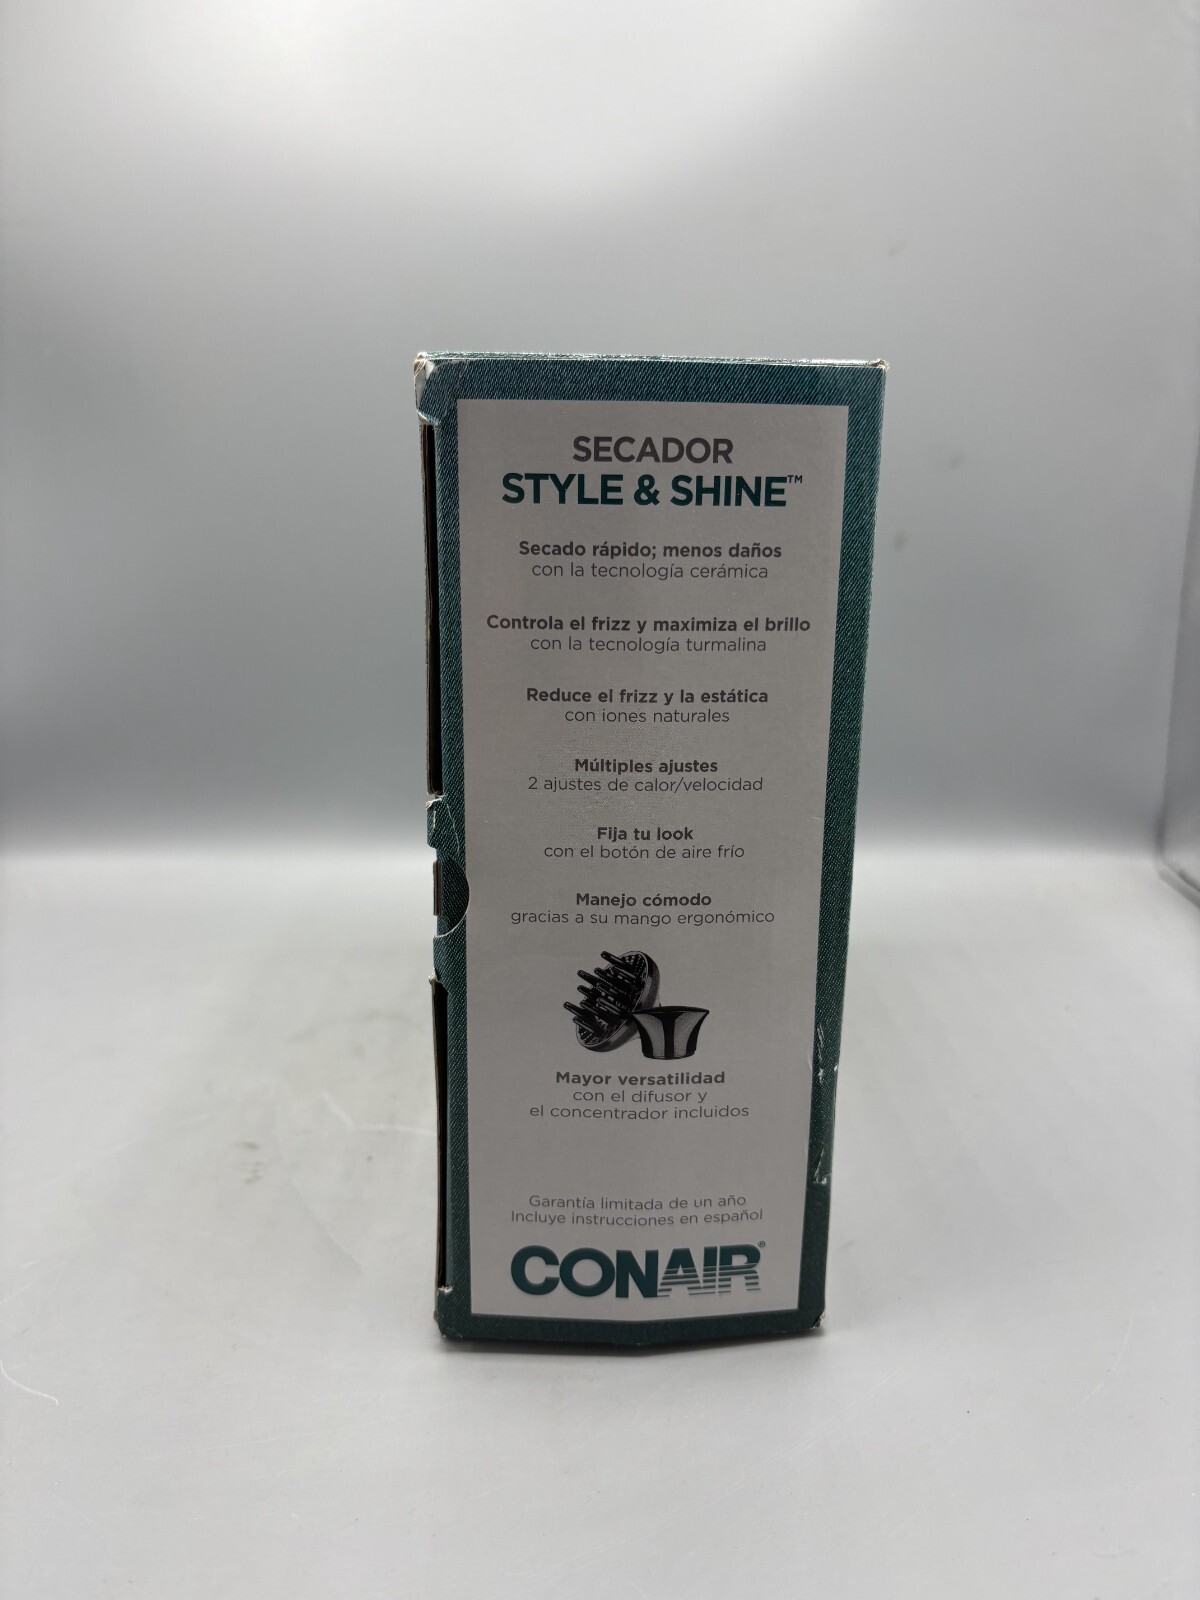 SECADOR
STYLE & SHINE™
Secado rápido; menos daños
con la tecnología cerámica
Controla el frizz y maximiza el brillo
con la tecnología turmalina
Reduce el frizz y la estática
con iones naturales
Múltiples ajustes
2 ajustes de calor/velocidad
Fija tu look
con el botón de aire frío
Manejo cómodo
gracias a su mango ergonómico
Mayor versatilidad
con el difusor y
el concentrador incluidos
Garantía limitada de un año
Incluye instrucciones en español
CONAIR®